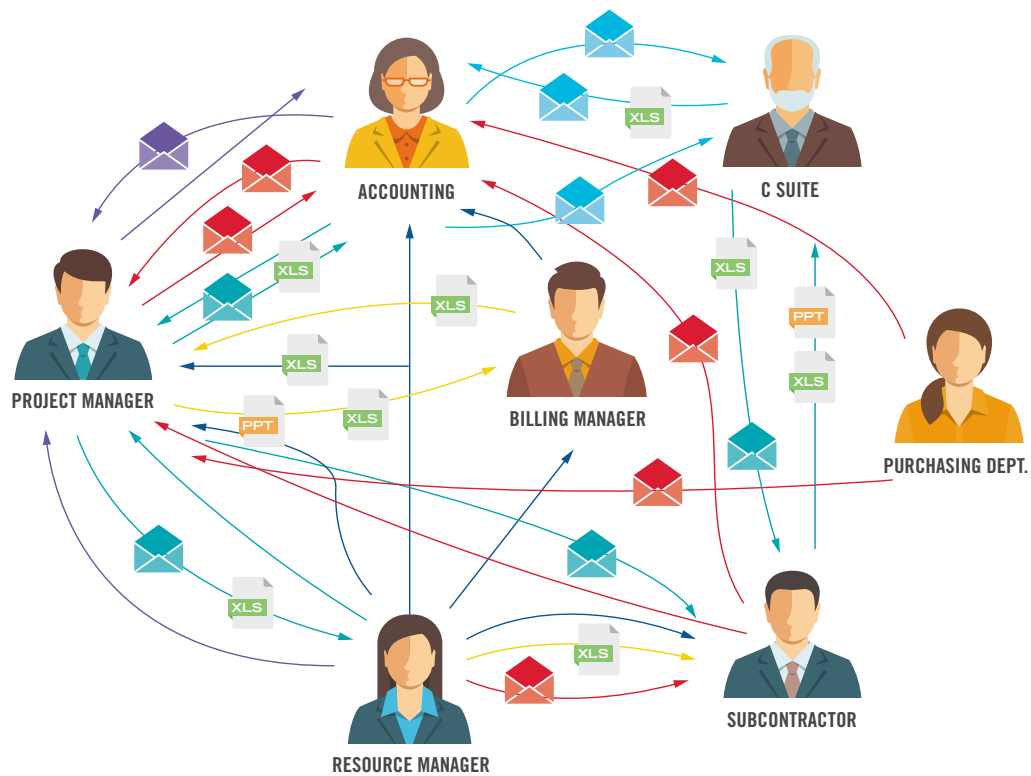 XLS
ACCOUNTING
C SUITE
XLS
XLS
XLS
PPT
XLS
XLS
PROJECT MANAGER
PPT
XLS
BILLING MANAGER
PURCHASING DEPT.
XLS
XLS
SUBCONTRACTOR
RESOURCE MANAGER